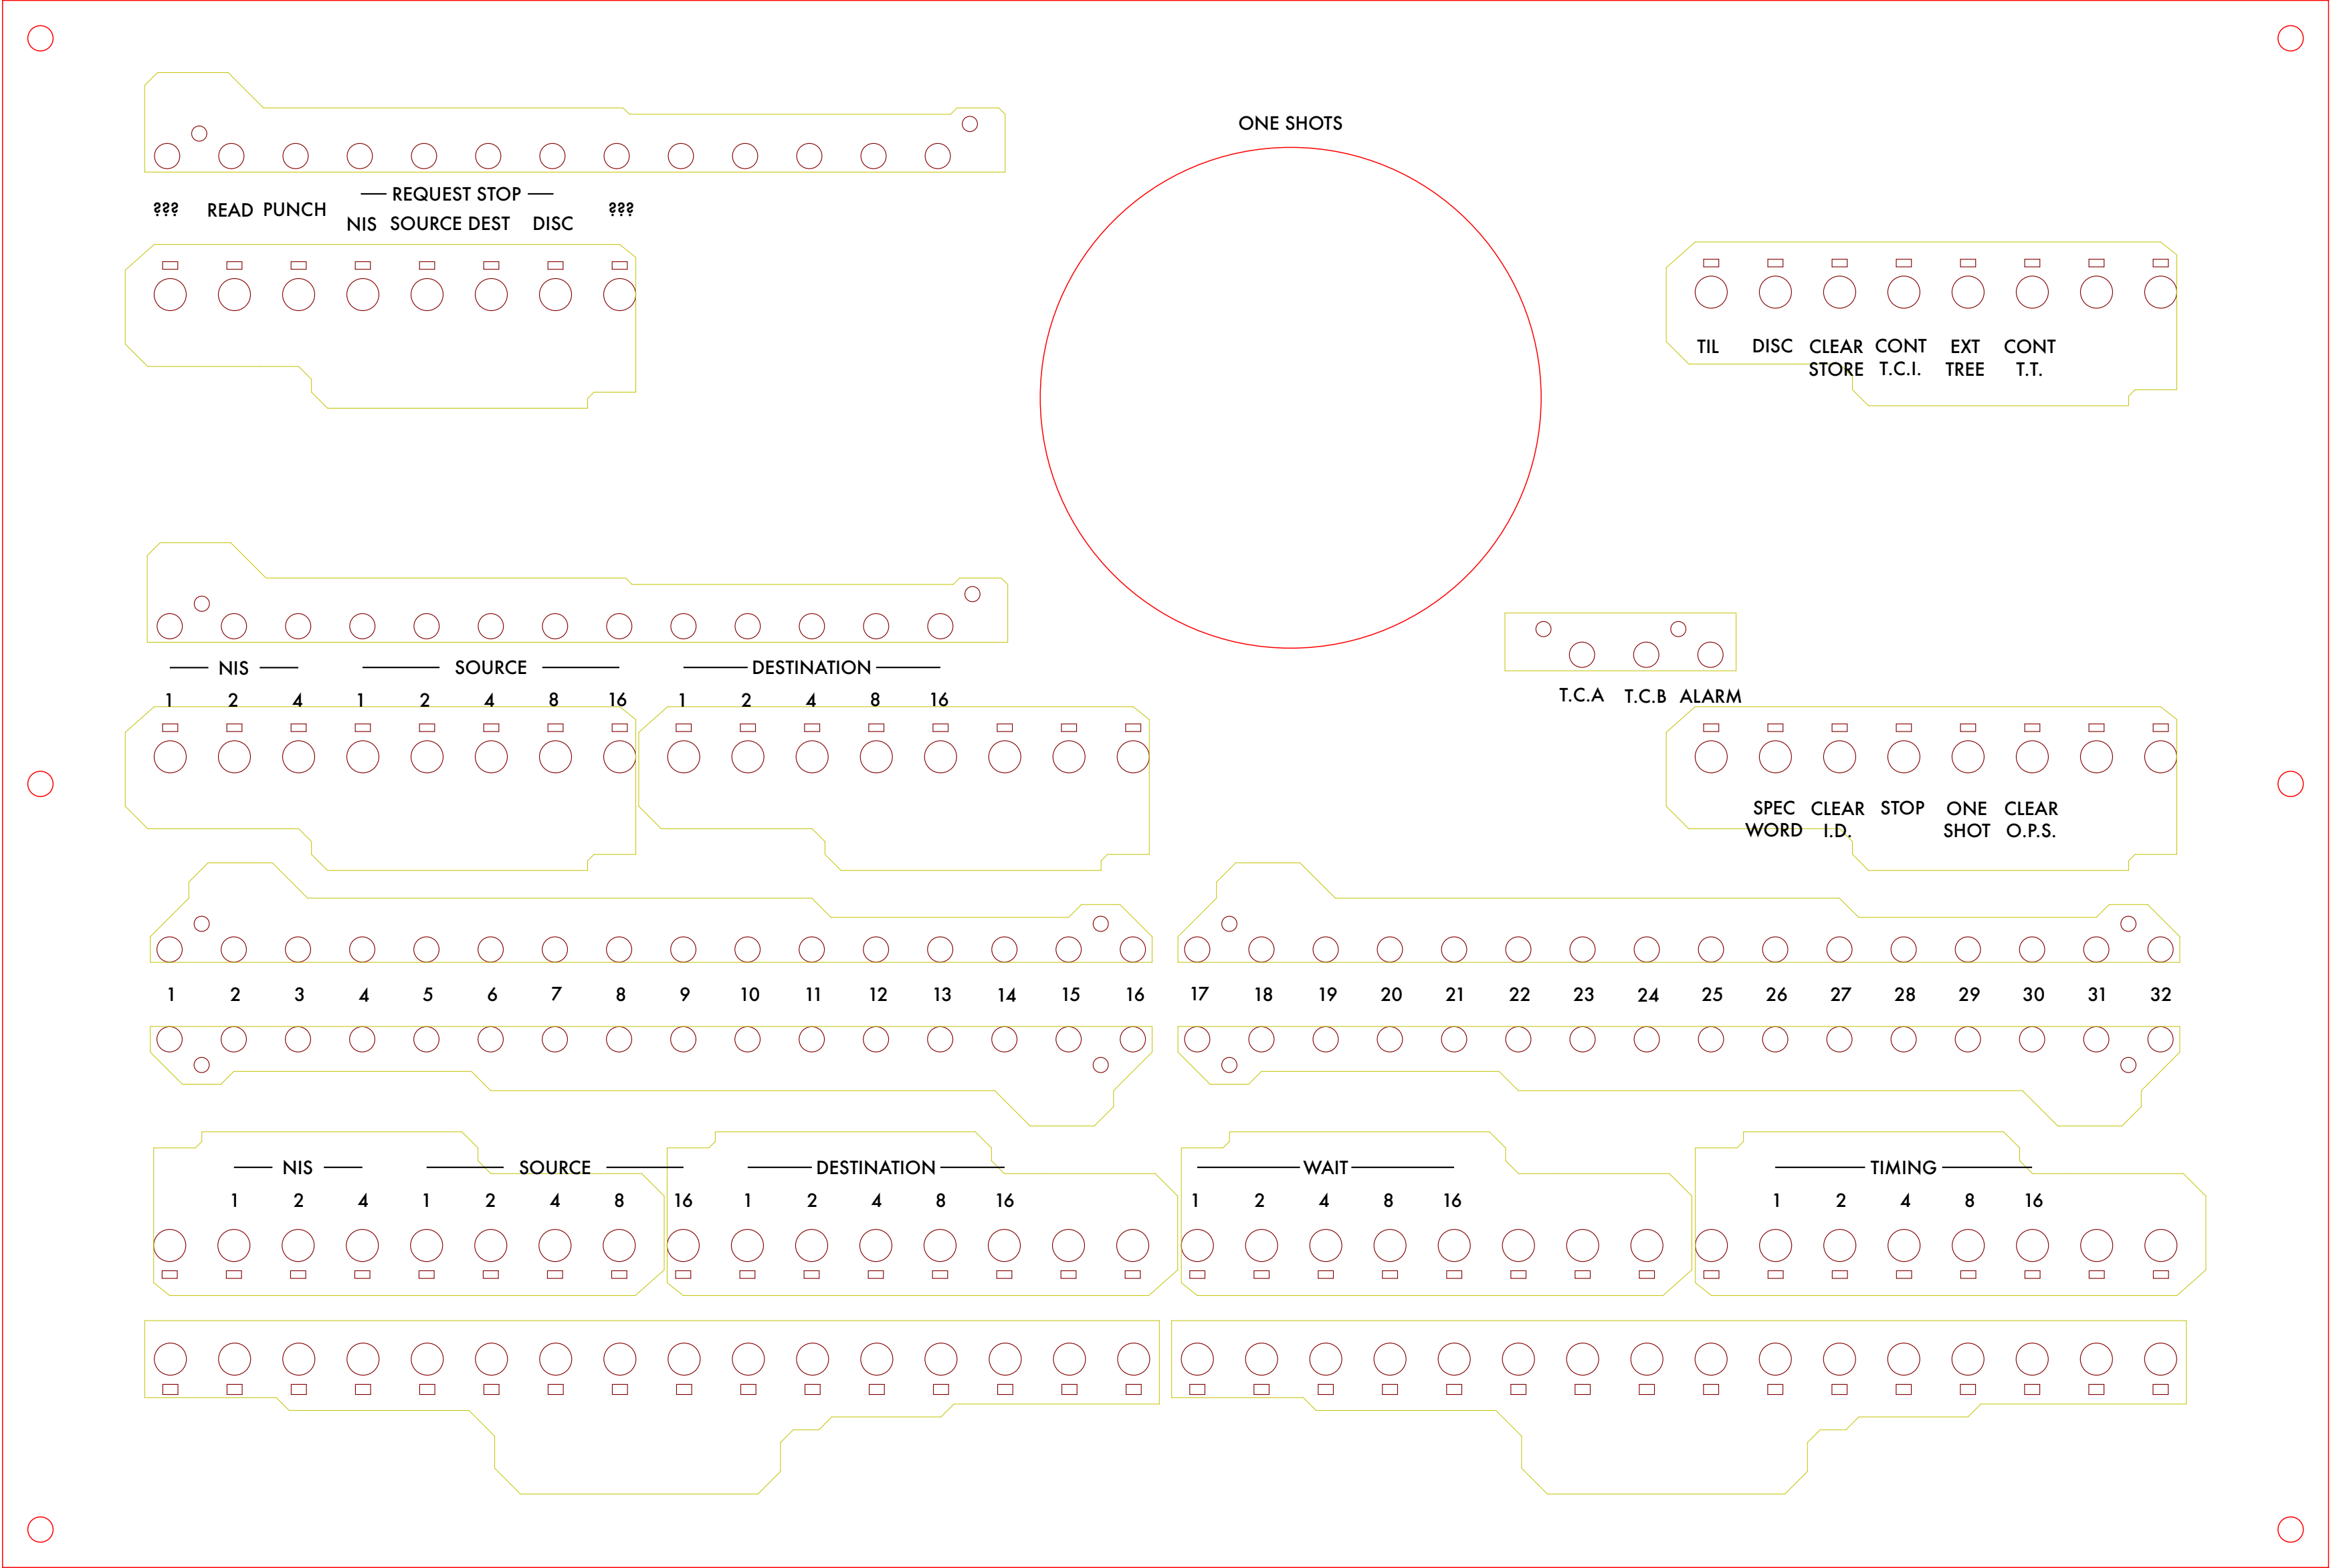 ONE SHOTS
REQUEST STOP
??? READ PUNCH ???
NIS SOURCE DEST DISC
TIL DISC CLEAR CONT EXT CONT
STORE T.C.I. TREE T.T.
NIS SOURCE DESTINATION
1 2 4 1 2 4 8 16 1 2 4 8 16
T.C.A T.C.B ALARM
SPEC CLEAR STOP ONE CLEAR
WORD I.D. SHOT O.P.S.
1 2 3 4 5 6 7 8 9 10 11 12 13 14 15 16 17 18 19 20 21 22 23 24 25 26 27 28 29 30 31 32
NIS SOURCE DESTINATION WAIT TIMING
1 2 4 1 2 4 8 16 1 2 4 8 16 1 2 4 8 16 1 2 4 8 16